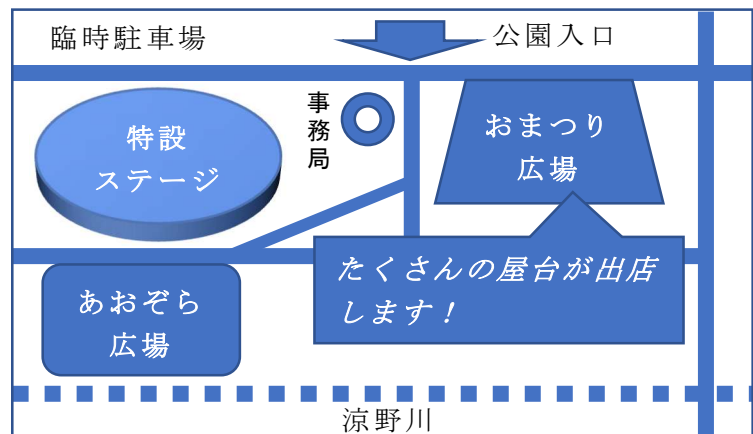 臨時駐車場
公園入口
特設
ステージ
事務局
おまつり
広場
たくさんの屋台が出店
します！
あおぞら
広場
涼野川